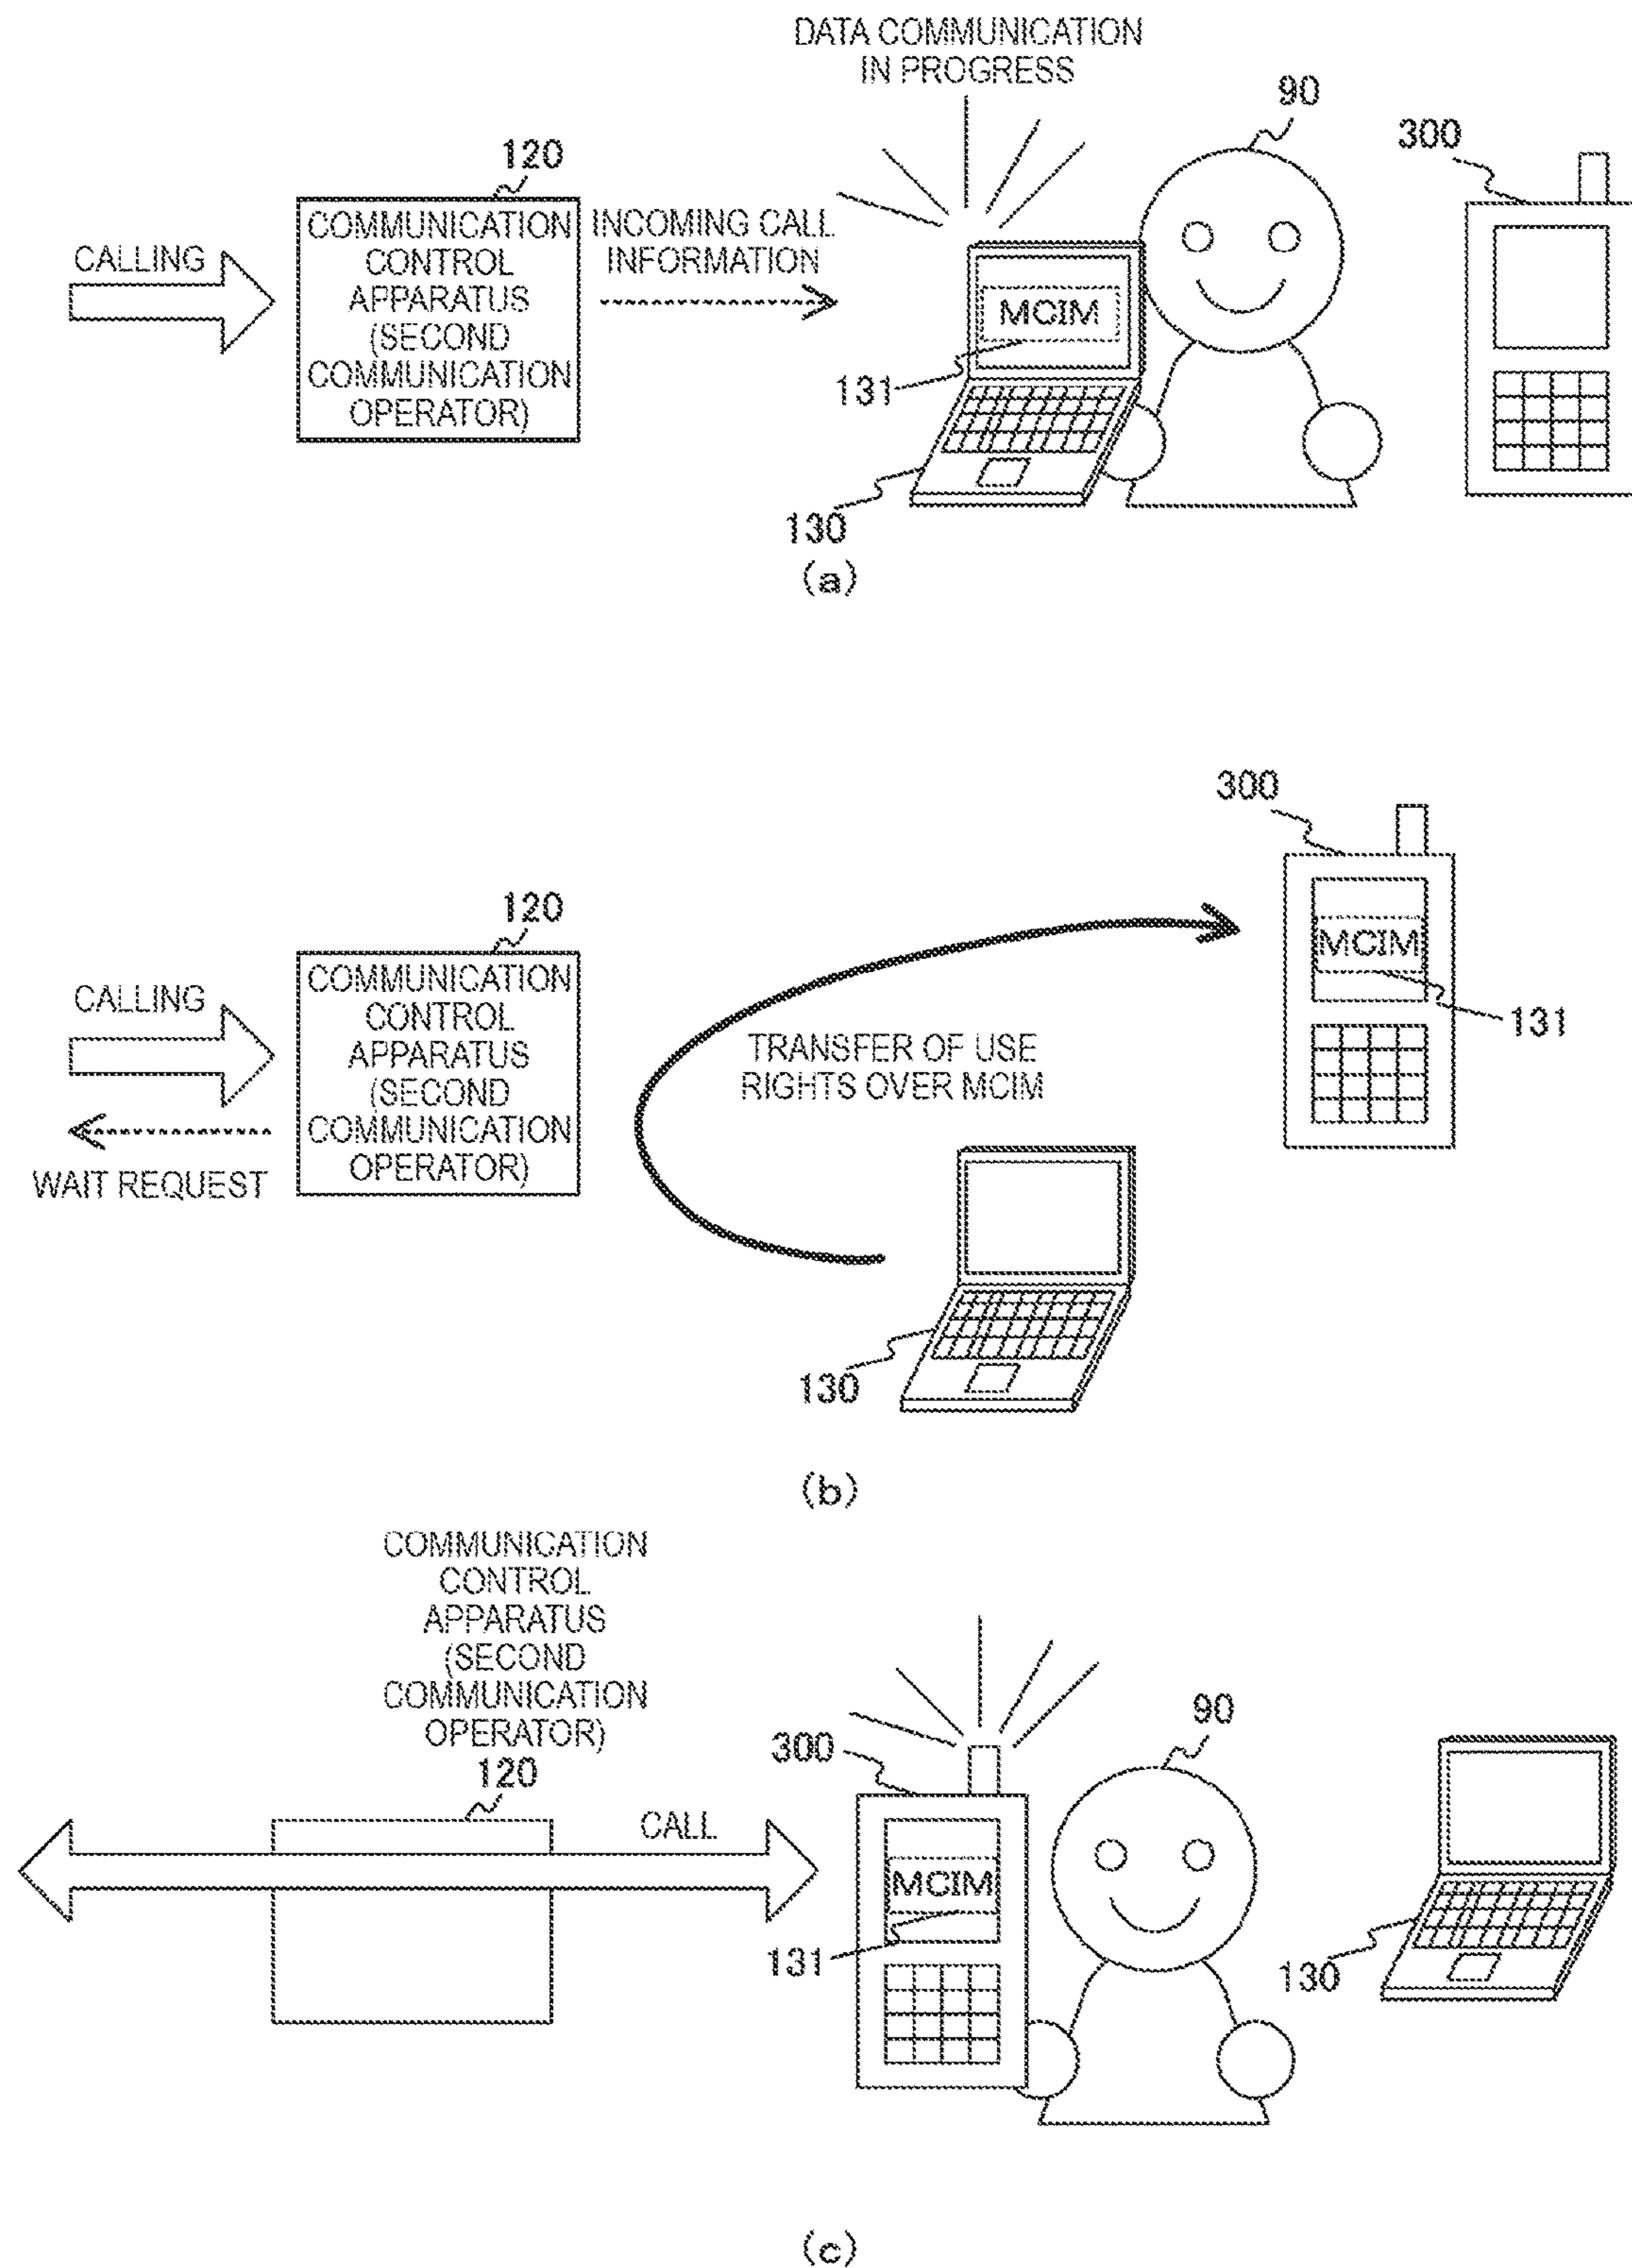 DATA COMMUNICATION
IN PROGRESS
90
300
120
CALLING
COMMUNICATION
CONTROL
APPARATUS
(SECOND
COMMUNICATION
OPERATOR)
INCOMING CALL
INFORMATION
MCIM
131
130
(a)
300
120
CALLING
COMMUNICATION
CONTROL
APPARATUS
(SECOND
COMMUNICATION
OPERATOR)
WAIT REQUEST
MCIM
131
TRANSFER OF USE
RIGHTS OVER MCIM
130
(b)
COMMUNICATION
CONTROL
APPARATUS
(SECOND
COMMUNICATION
OPERATOR)
120
CALL
300
90
MCIM
131
130
(c)